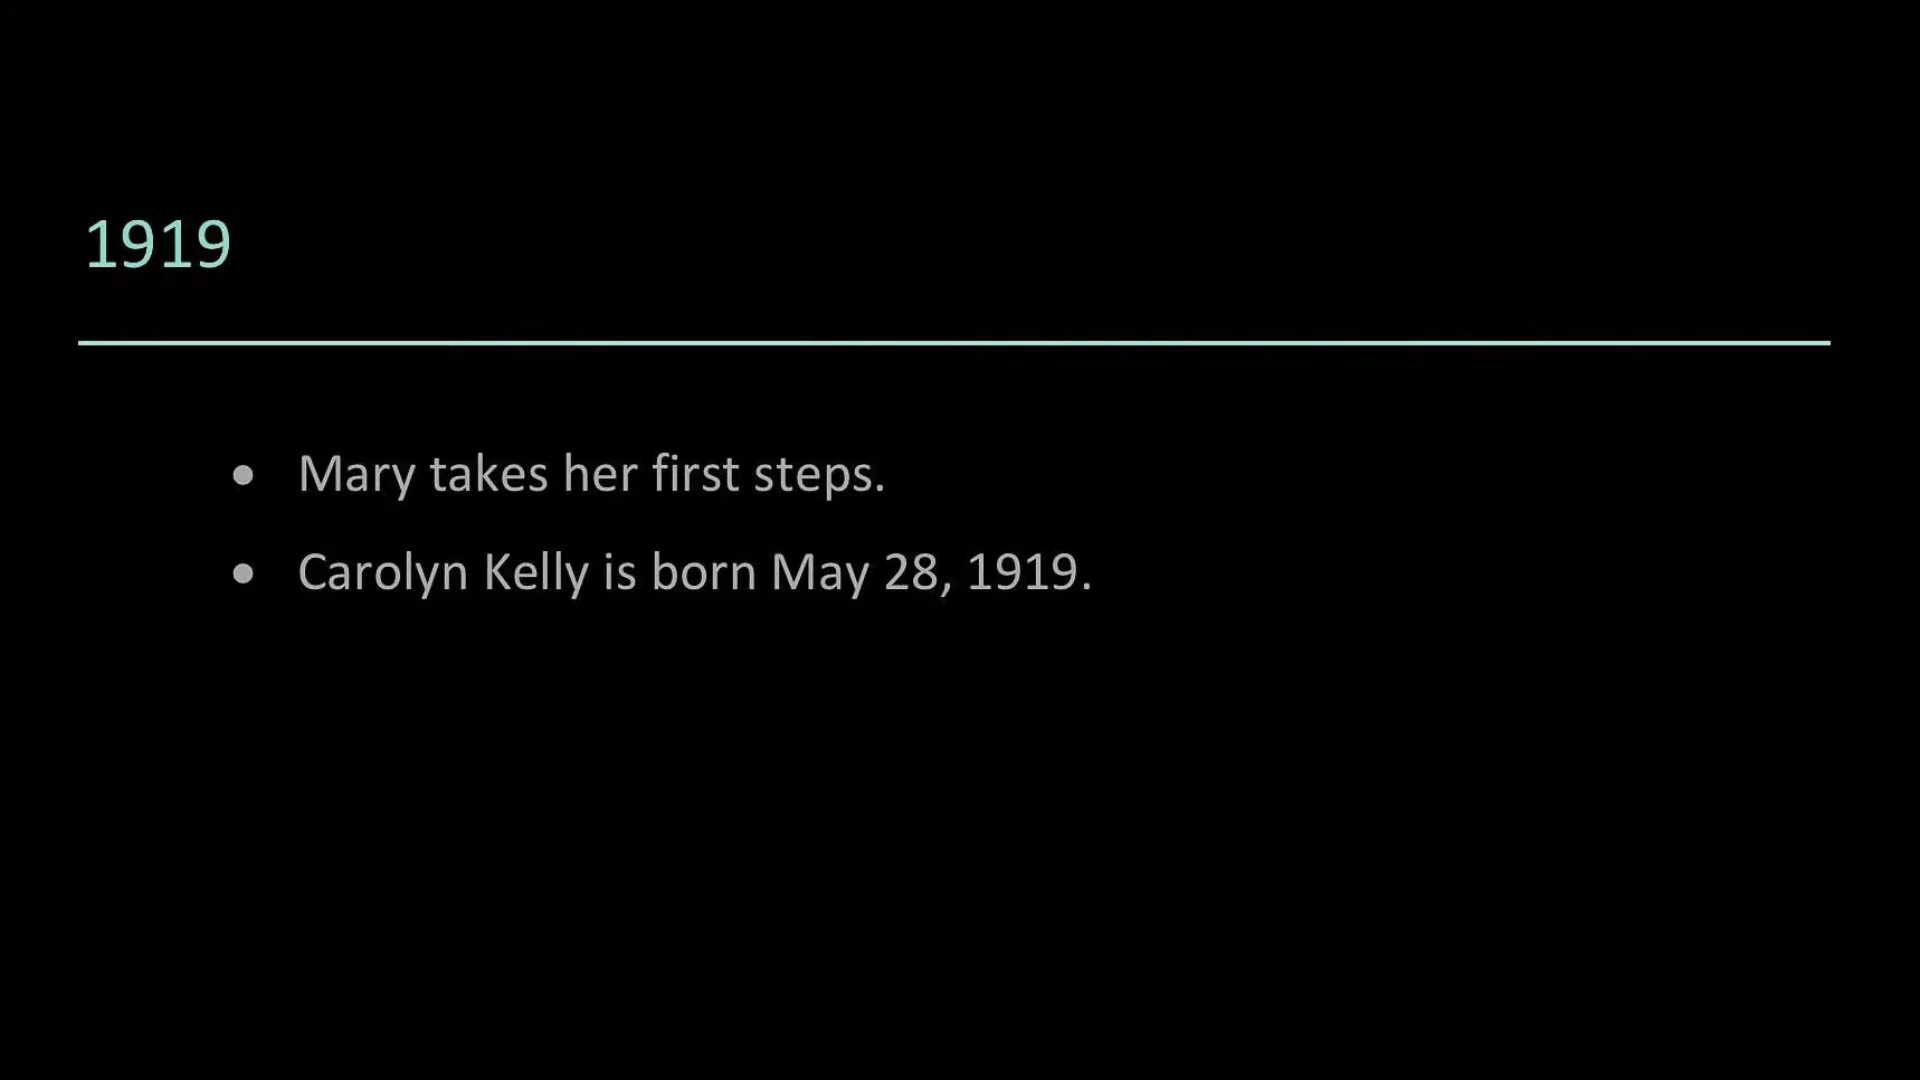 1919
• Mary takes her first steps.
• Carolyn Kelly is born May 28, 1919.